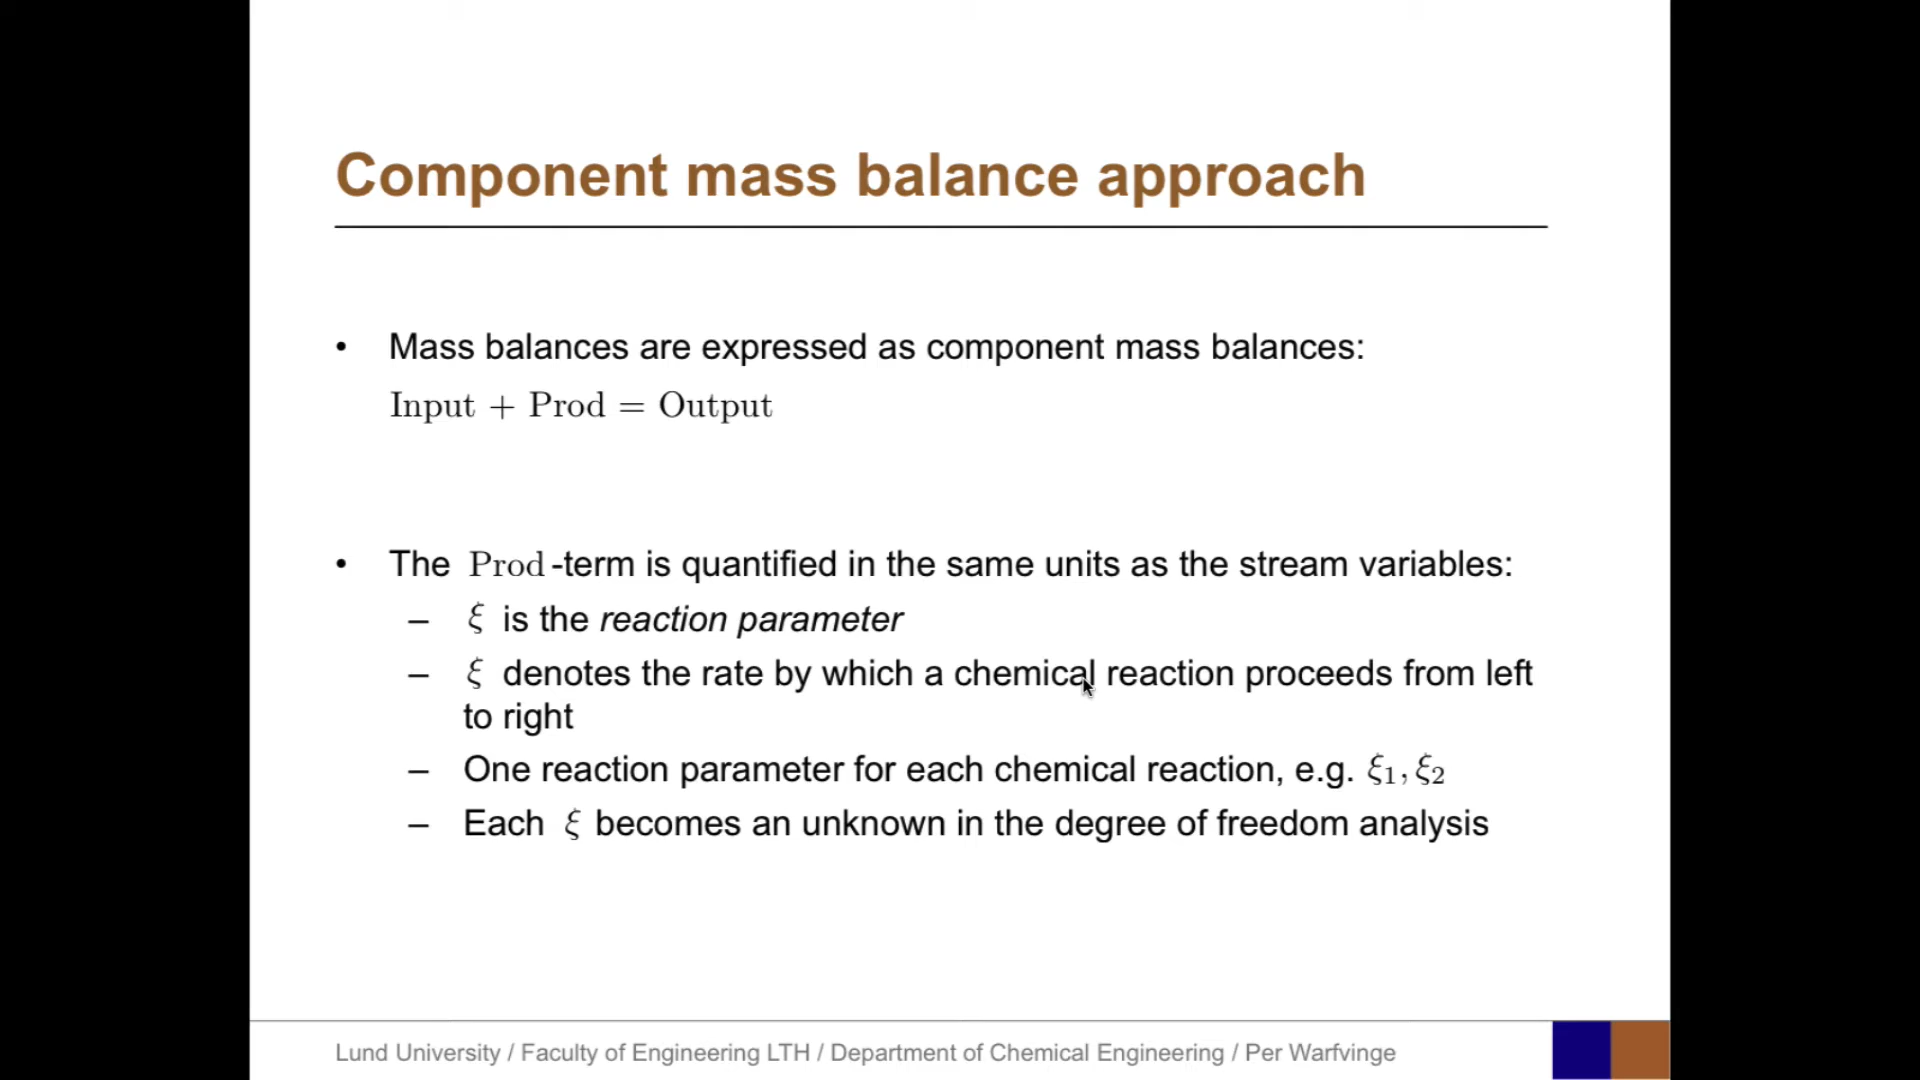 Component mass balance approach
• Mass balances are expressed as component mass balances:
Input + Prod = Output
• The Prod-term is quantified in the same units as the stream variables:
– ξ is the reaction parameter
– ξ denotes the rate by which a chemical reaction proceeds from left
to right
– One reaction parameter for each chemical reaction, e.g. ξ₁, ξ₂
– Each ξ becomes an unknown in the degree of freedom analysis
Lund University / Faculty of Engineering LTH / Department of Chemical Engineering / Per Warfvinge